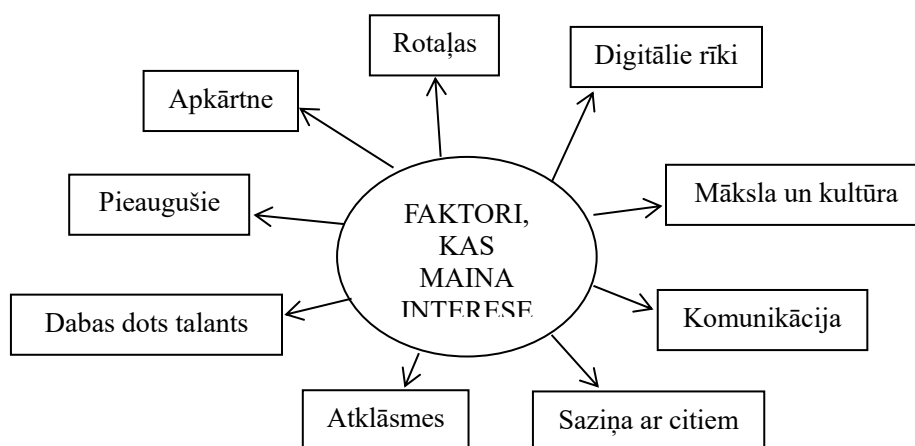 Rotaļas
Digitālie rīki
Apkārtne
Māksla un kultūra
Pieaugušie
FAKTORI,
KAS
MAINA
INTERESE
Komunikācija
Dabas dots talants
Atklāsmes
Saziņa ar citiem